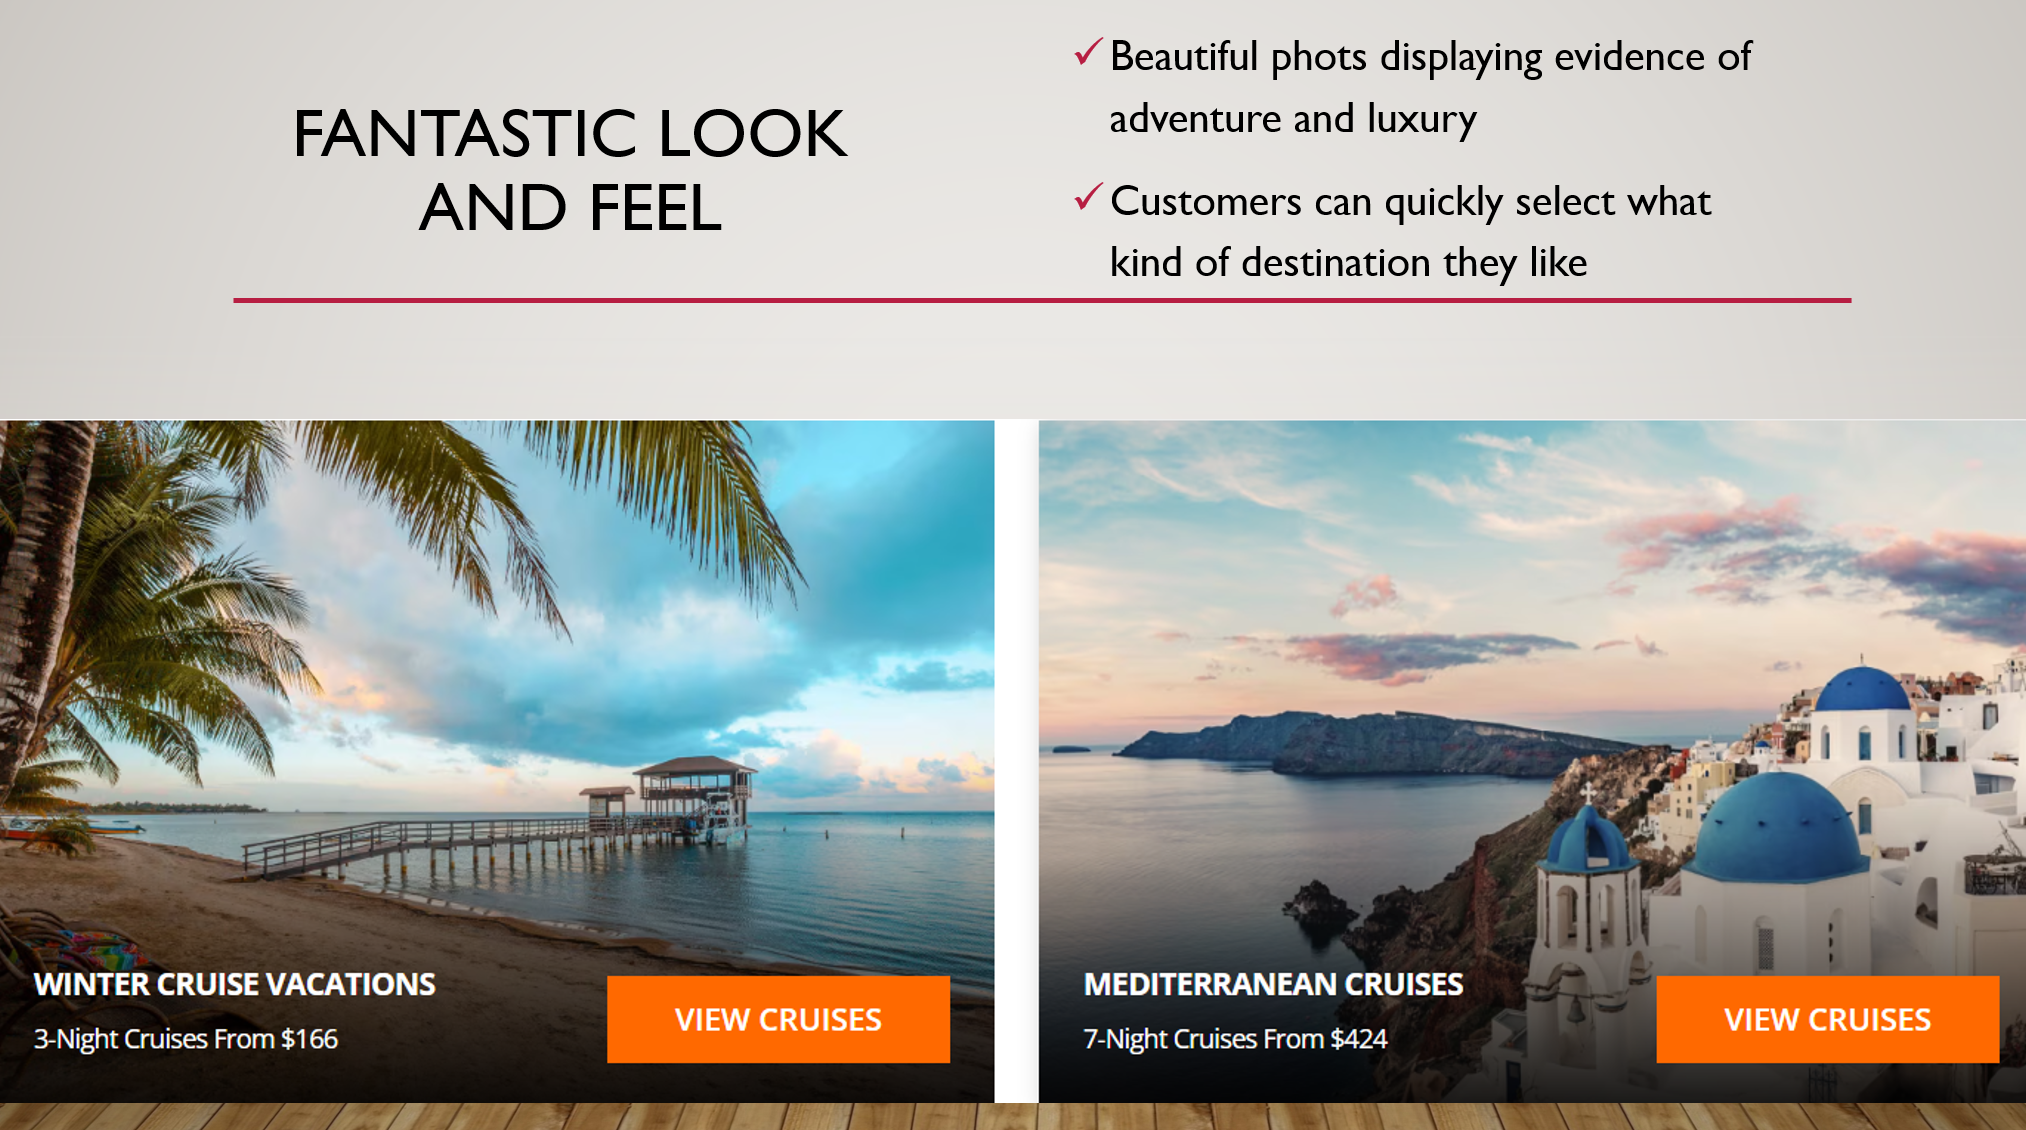 FANTASTIC LOOK
AND FEEL
✓Beautiful phots displaying evidence of
adventure and luxury
✓Customers can quickly select what
kind of destination they like
WINTER CRUISE VACATIONS
3-Night Cruises From $166
VIEW CRUISES
MEDITERRANEAN CRUISES
7-Night Cruises From $424
VIEW CRUISES